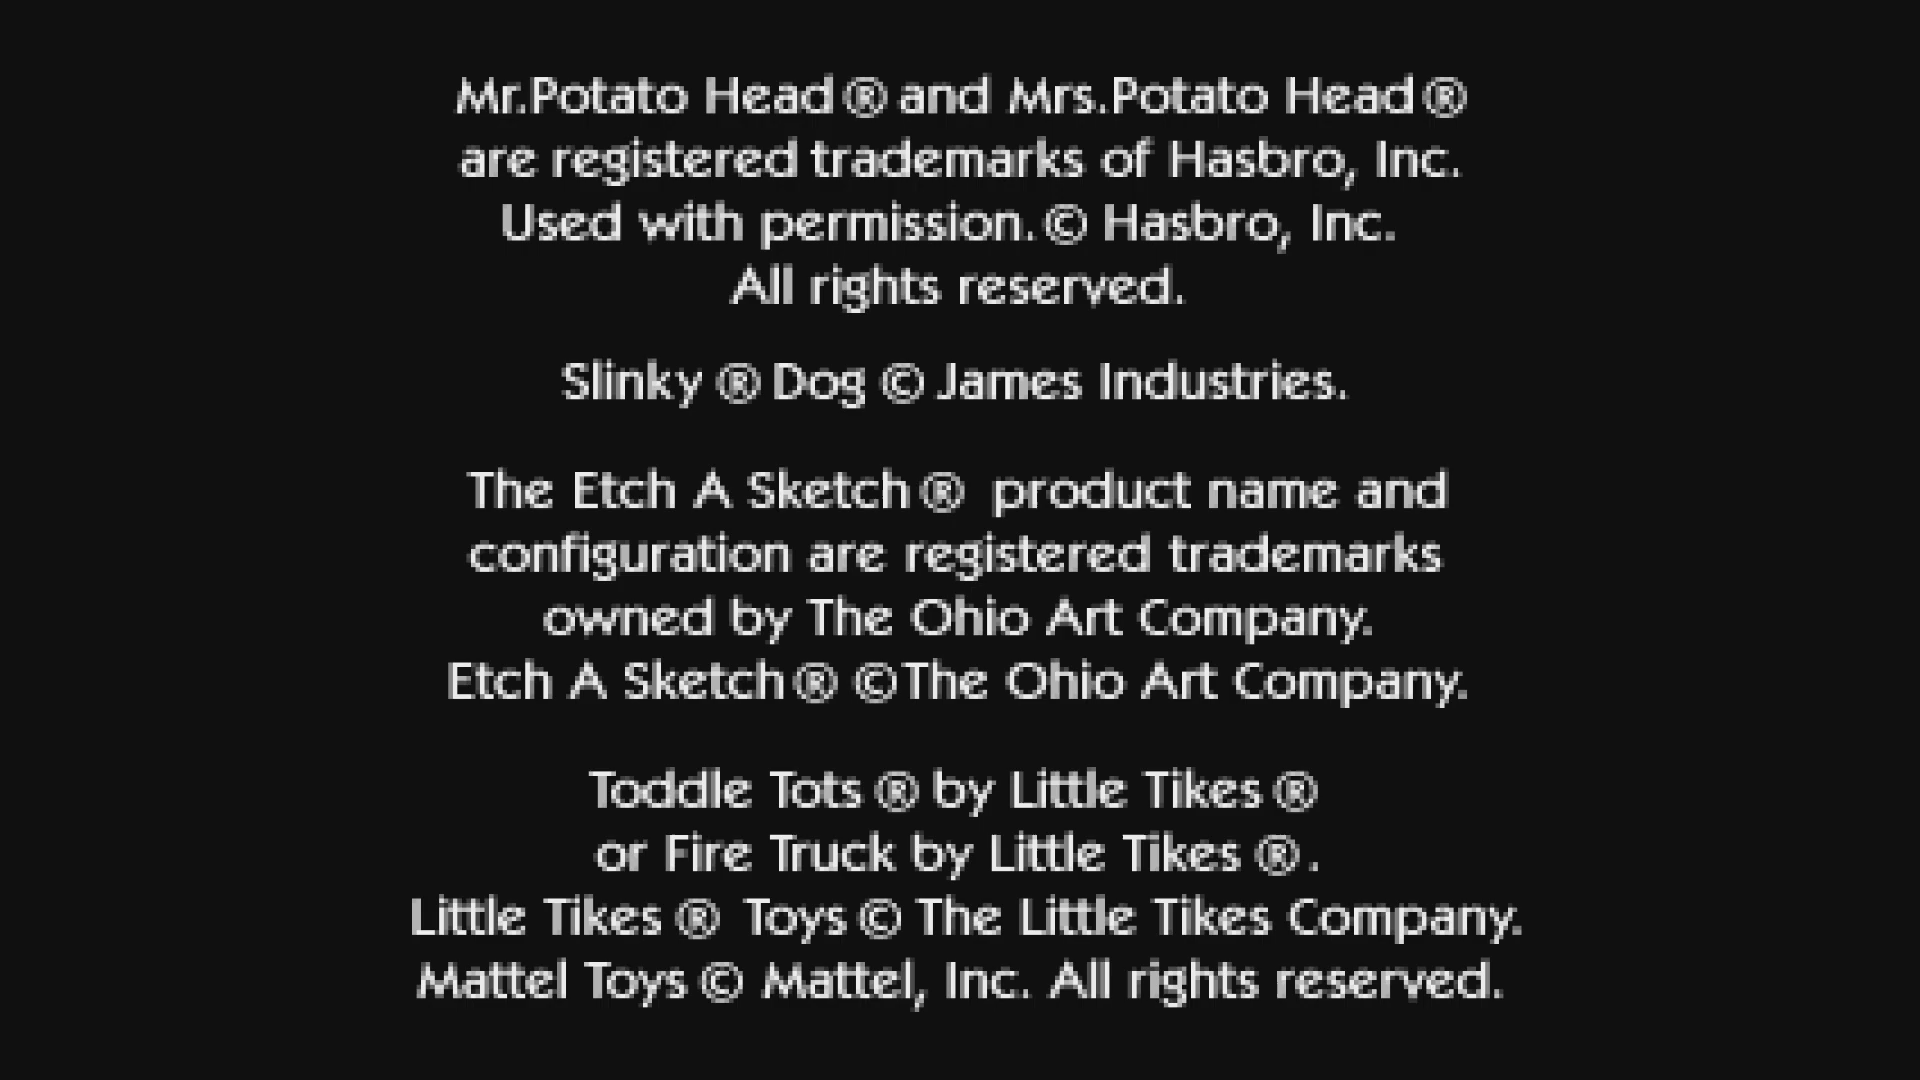 Mr.Potato Head® and Mrs.Potato Head®
are registered trademarks of Hasbro, Inc.
Used with permission.© Hasbro, Inc.
All rights reserved.
Slinky ® Dog © James Industries.
The Etch A Sketch® product name and
configuration are registered trademarks
owned by The Ohio Art Company.
Etch A Sketch® ©The Ohio Art Company.
Toddle Tots ® by Little Tikes ®
or Fire Truck by Little Tikes ®.
Little Tikes ® Toys © The Little Tikes Company.
Mattel Toys © Mattel, Inc. All rights reserved.